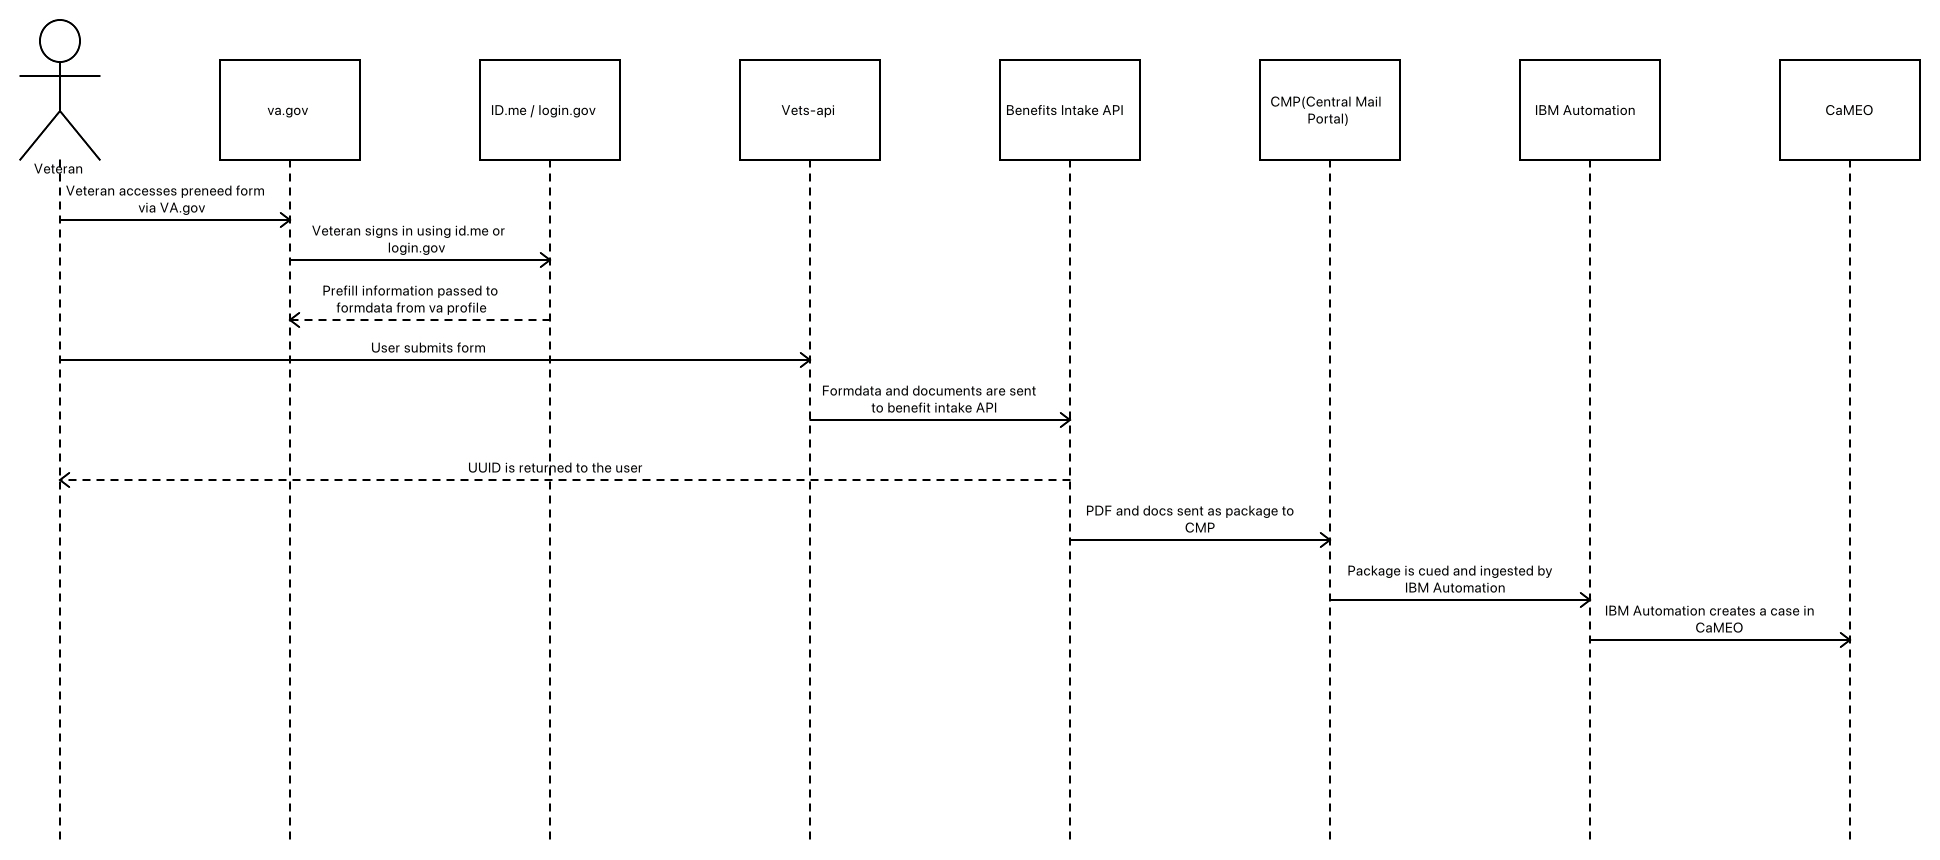 va.gov
ID.me / login.gov
Vets-api
Benefits Intake API
CMP(Central Mail
Portal)
IBM Automation
CaMEO
Veteran
Veteran accesses preneed form
via VA.gov
Veteran signs in using id.me or
login.gov
Prefill information passed to
formdata from va profile
User submits form
Formdata and documents are sent
to benefit intake API
UUID is returned to the user
PDF and docs sent as package to
CMP
Package is cued and ingested by
IBM Automation
IBM Automation creates a case in
CaMEO